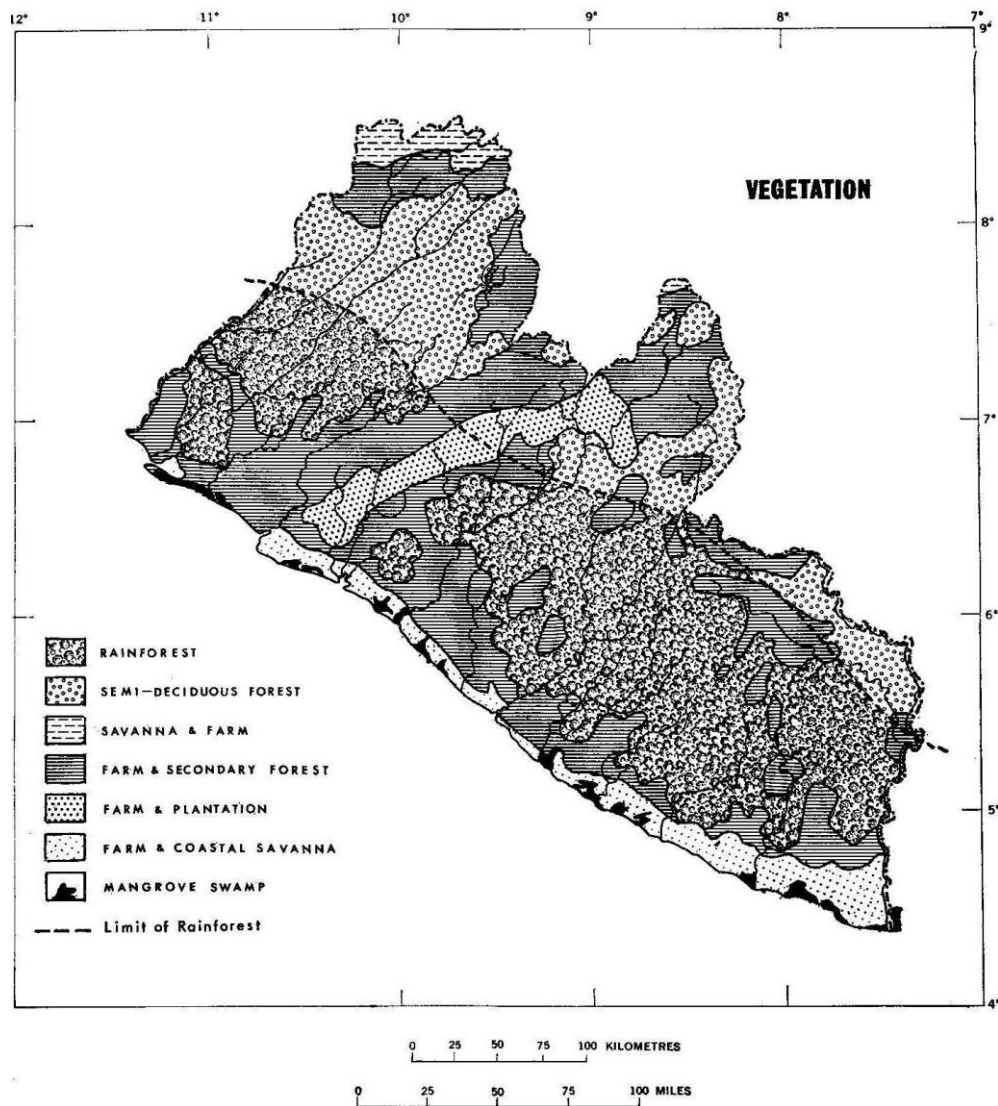 12° 11° 10° 9° 8° 7°
9°
VEGETATION
8°
7°
6°
RAINFOREST
SEMI—DECIDUOUS FOREST
SAVANNA & FARM
FARM & SECONDARY FOREST
FARM & PLANTATION
5°
FARM & COASTAL SAVANNA
MANGROVE SWAMP
Limit of Rainforest
4°
0 25 50 75 100 KILOMETRES
0 25 50 75 100 MILES